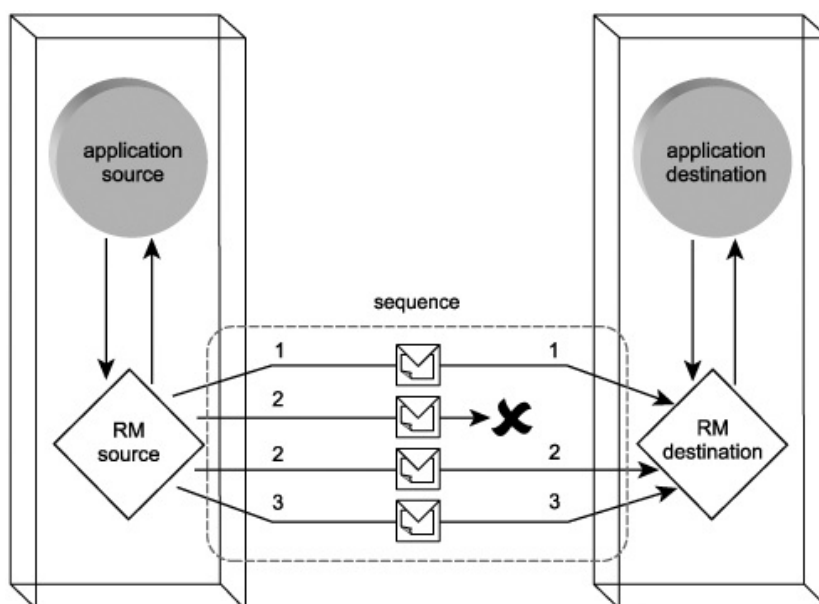 application
source
application
destination
sequence
1
1
2
2
2
3
3
RM
source
RM
destination